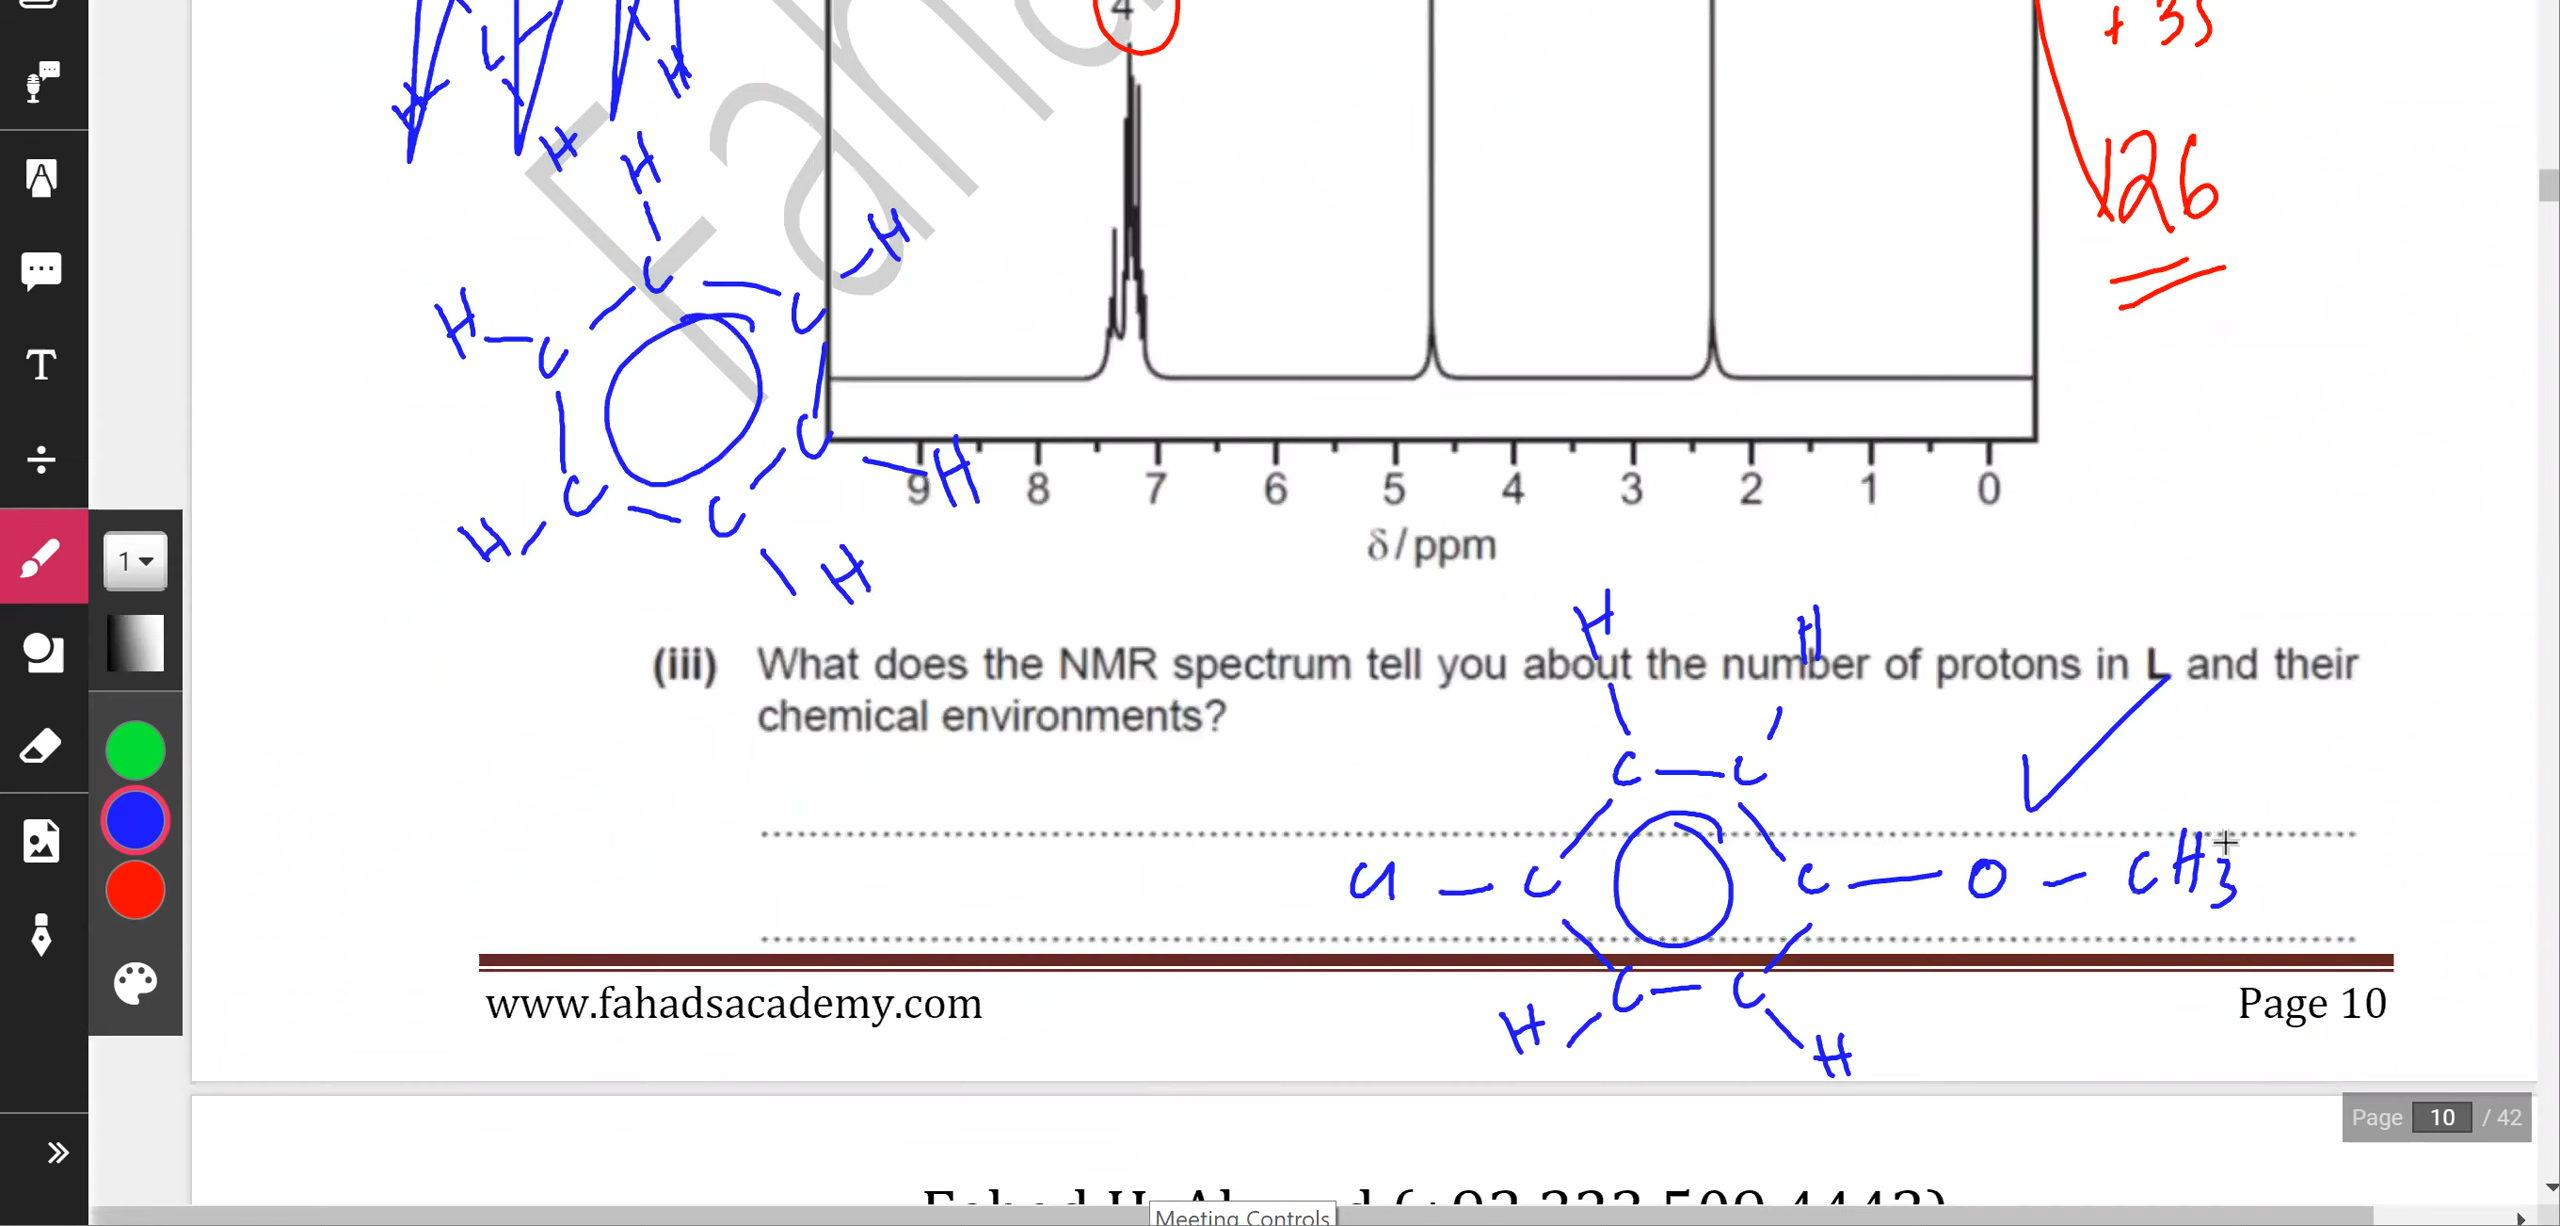 4
+ 35
126
Faha
H
H
H
H
H
C
C
H
C
C
H
C
C
H
H
9 8 7 6 5 4 3 2 1 0
δ/ppm
H H
(iii) What does the NMR spectrum tell you about the number of protons in L and their
chemical environments?
C — C
Cl — C C — O — CH3
C — C
H H
www.fahadsacademy.com
Page 10
T
÷
1
Page 10 / 42
Meeting Controls